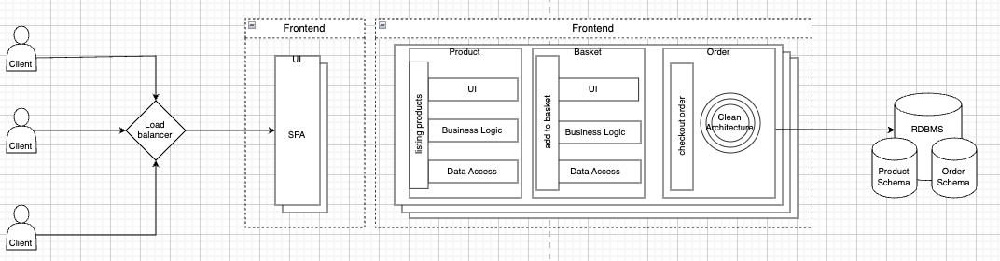 Client
Client
Client
Load
balancer
Frontend
UI
SPA
Frontend
Product
listing products
UI
Business Logic
Data Access
Basket
add to basket
UI
Business Logic
Data Access
Order
checkout order
Clean
Architecture
RDBMS
Product
Schema
Order
Schema